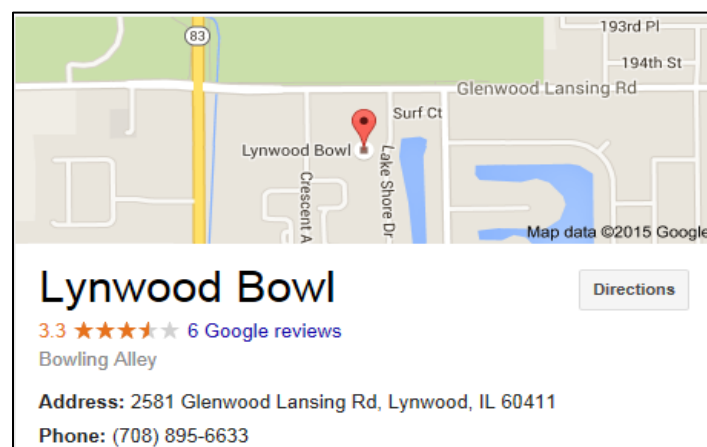 83
193rd Pl
194th St
Glenwood Lansing Rd
Surf Ct
Lynwood Bowl
Lake Shore Dr
Crescent A
Map data ©2015 Google
Lynwood Bowl
Directions
3.3 6 Google reviews
Bowling Alley
Address: 2581 Glenwood Lansing Rd, Lynwood, IL 60411
Phone: (708) 895-6633